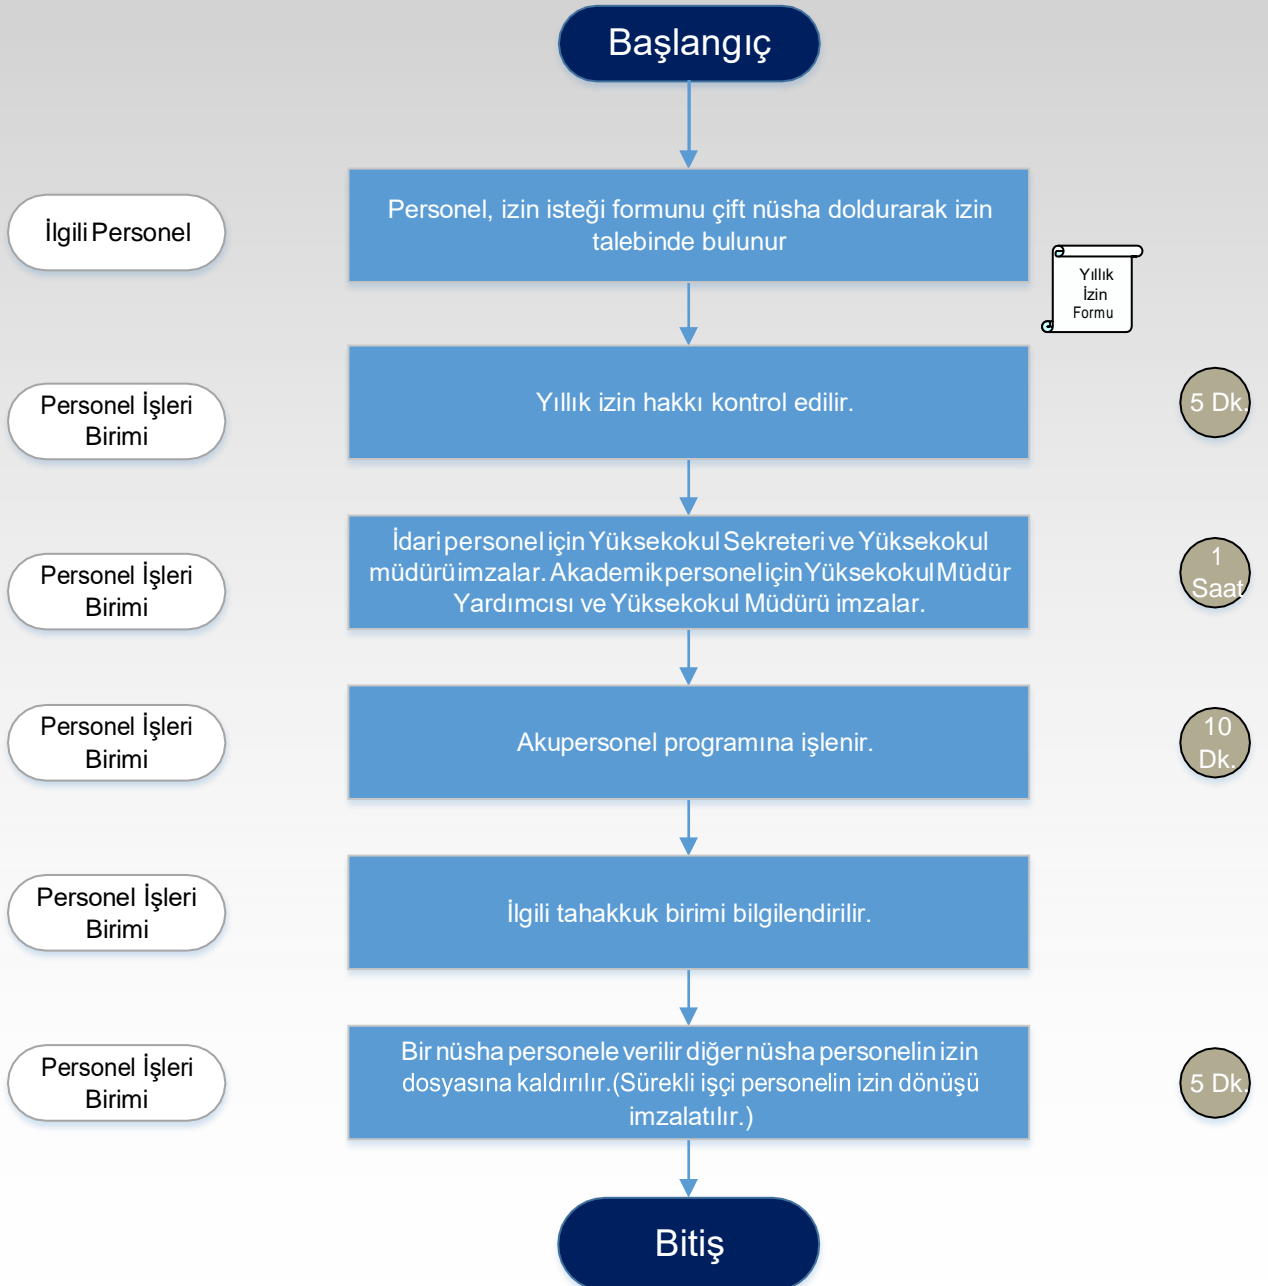 Başlangıç
İlgili Personel
Personel, izin isteği formunu çift nüsha doldurarak izin
talebinde bulunur
Yıllık
İzin
Formu
Personel İşleri
Birimi
Yıllık izin hakkı kontrol edilir.
5 Dk.
Personel İşleri
Birimi
İdari personel için Yüksekokul Sekreteri ve Yüksekokul
müdürü imzalar. Akademik personel için Yüksekokul Müdür
Yardımcısı ve Yüksekokul Müdürü imzalar.
1
Saat
Personel İşleri
Birimi
Akupersonel programına işlenir.
10
Dk.
Personel İşleri
Birimi
İlgili tahakkuk birimi bilgilendirilir.
Personel İşleri
Birimi
Bir nüsha personele verilir diğer nüsha personelin izin
dosyasına kaldırılır.(Sürekli işçi personelin izin dönüşü
imzalatılır.)
5 Dk.
Bitiş